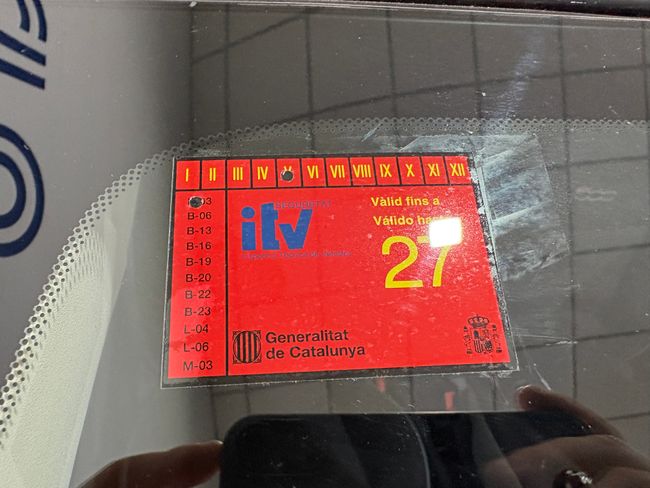 I II III IV V VI VII VIII IX X XI XII
B-06
B-13
B-16
B-19
B-20
B-22
B-23
L-04
L-06
M-03
itv
Vàlid fins a
Válido
27
Generalitat
de Catalunya